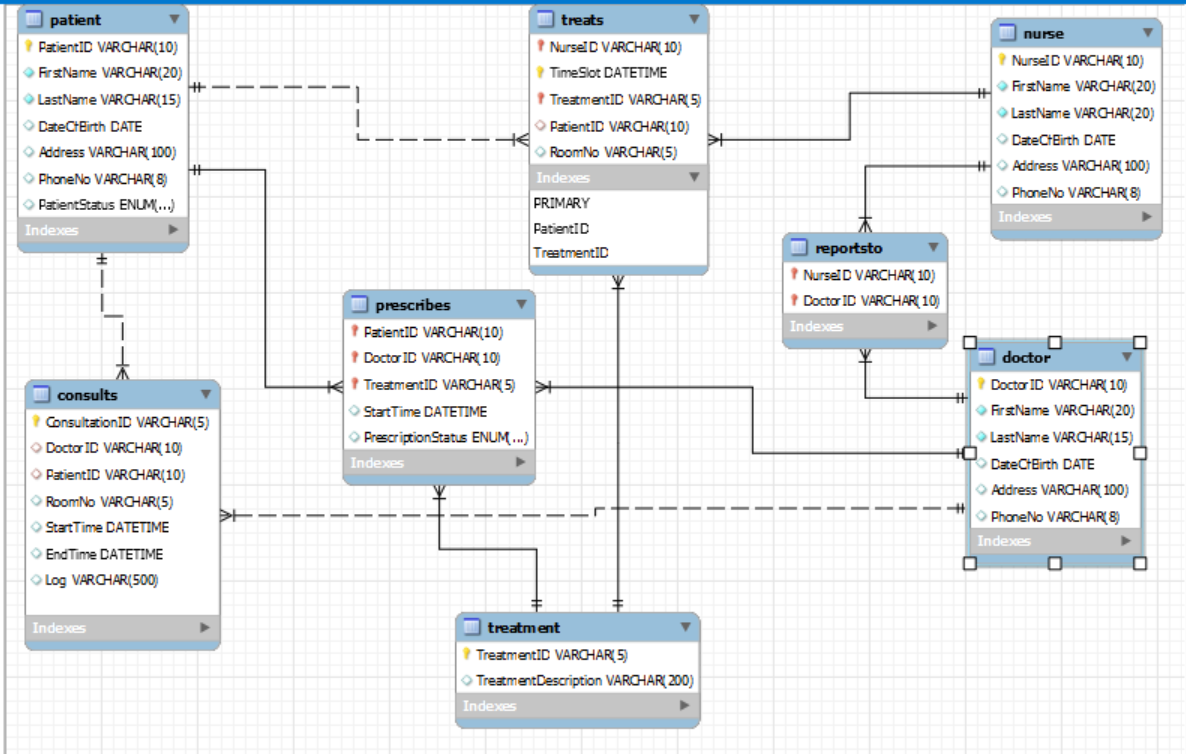 patient
PatientID VARCHAR(10)
FirstName VARCHAR(20)
LastName VARCHAR(15)
DateOfBirth DATE
Address VARCHAR(100)
PhoneNo VARCHAR(8)
PatientStatus ENUM(...)
Indexes
treats
NurseID VARCHAR(10)
TimeSlot DATETIME
TreatmentID VARCHAR(5)
PatientID VARCHAR(10)
RoomNo VARCHAR(5)
Indexes
PRIMARY
PatientID
TreatmentID
nurse
NurseID VARCHAR(10)
FirstName VARCHAR(20)
LastName VARCHAR(20)
DateOfBirth DATE
Address VARCHAR(100)
PhoneNo VARCHAR(8)
Indexes
reportsto
NurseID VARCHAR(10)
DoctorID VARCHAR(10)
Indexes
prescribes
PatientID VARCHAR(10)
DoctorID VARCHAR(10)
TreatmentID VARCHAR(5)
StartTime DATETIME
PrescriptionStatus ENUM(...)
Indexes
doctor
DoctorID VARCHAR(10)
FirstName VARCHAR(20)
LastName VARCHAR(15)
DateOfBirth DATE
Address VARCHAR(100)
PhoneNo VARCHAR(8)
Indexes
consults
ConsultationID VARCHAR(5)
DoctorID VARCHAR(10)
PatientID VARCHAR(10)
RoomNo VARCHAR(5)
StartTime DATETIME
EndTime DATETIME
Log VARCHAR(500)
Indexes
treatment
TreatmentID VARCHAR(5)
TreatmentDescription VARCHAR(200)
Indexes